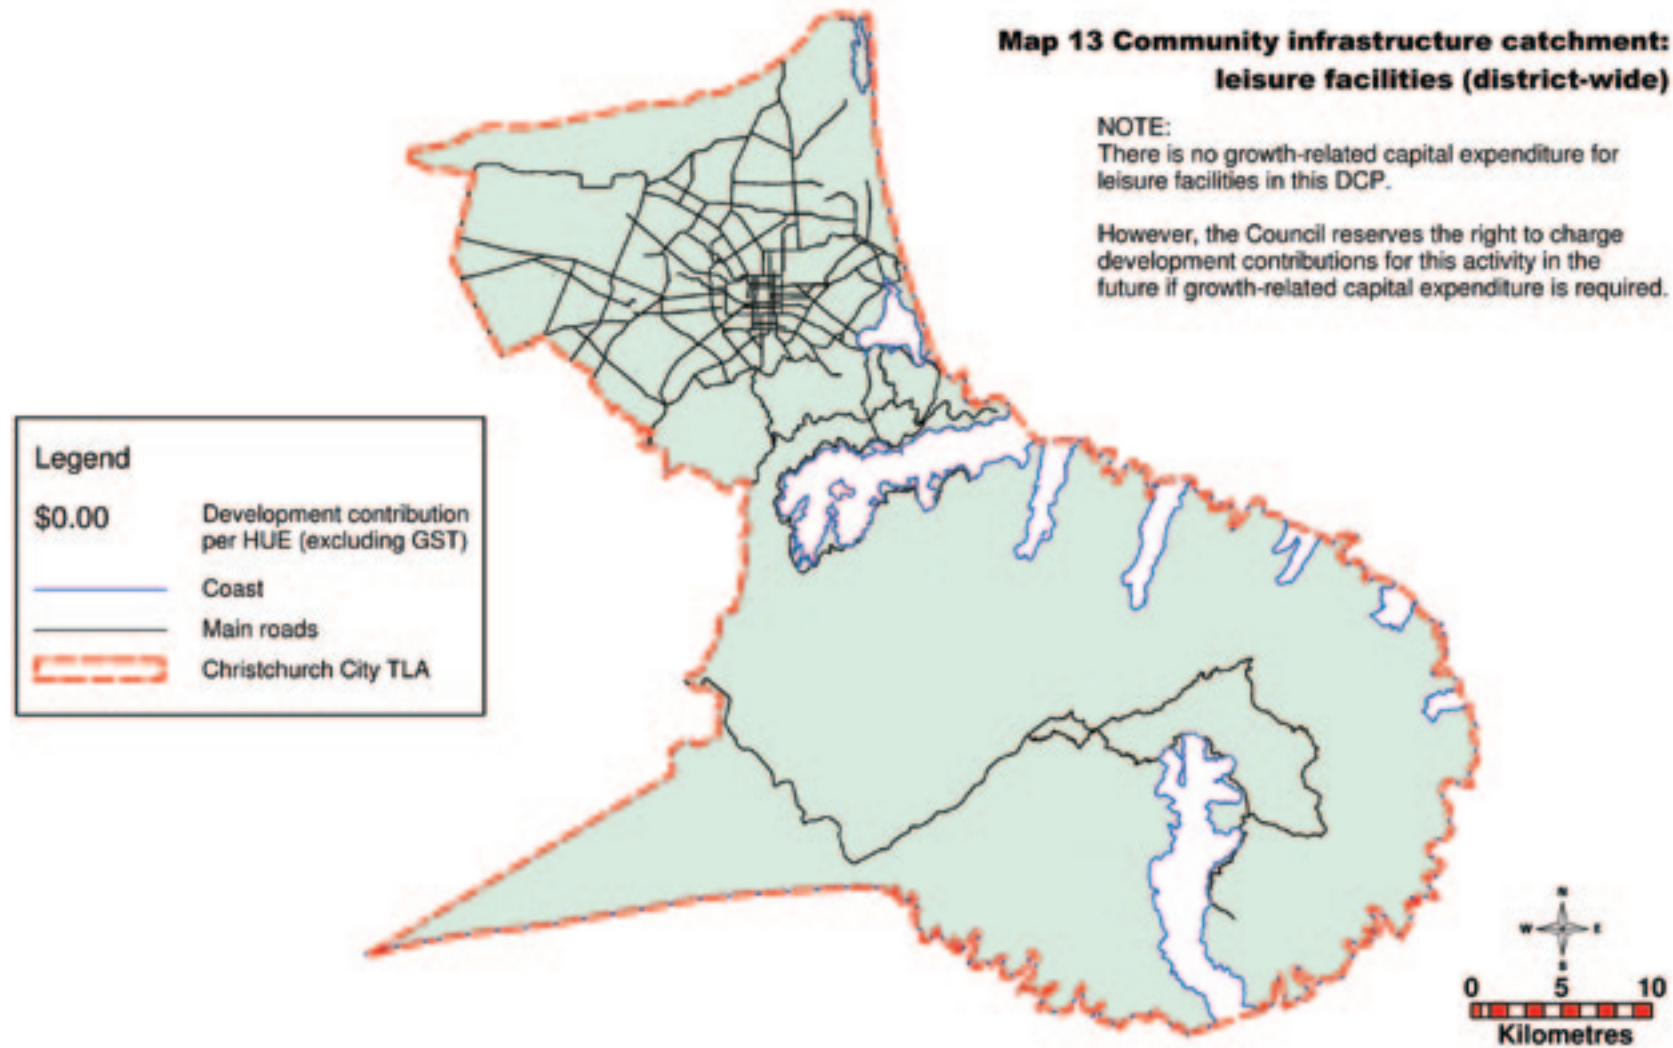 Map 13 Community infrastructure catchment:
leisure facilities (district-wide)
NOTE:
There is no growth-related capital expenditure for
leisure facilities in this DCP.
However, the Council reserves the right to charge
development contributions for this activity in the
future if growth-related capital expenditure is required.
Legend
$0.00 Development contribution
per HUE (excluding GST)
Coast
Main roads
Christchurch City TLA
N
W E
S
0 5 10
Kilometres